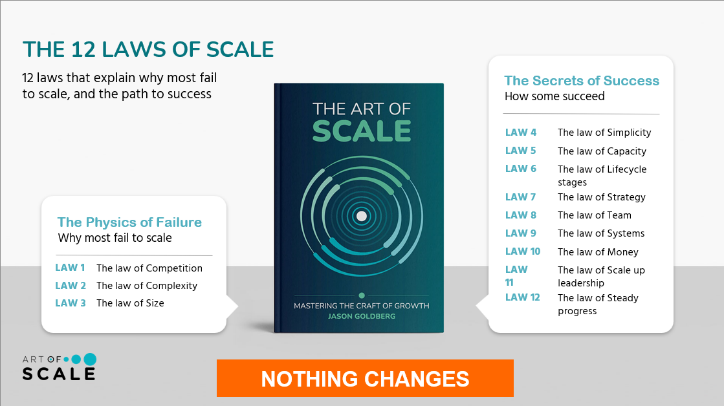 THE 12 LAWS OF SCALE
12 laws that explain why most fail
to scale, and the path to success
The Physics of Failure
Why most fail to scale
LAW 1 The law of Competition
LAW 2 The law of Complexity
LAW 3 The law of Size
THE ART OF
SCALE
MASTERING THE CRAFT OF GROWTH
JASON GOLDBERG
The Secrets of Success
How some succeed
LAW 4 The law of Simplicity
LAW 5 The law of Capacity
LAW 6 The law of Lifecycle
stages
LAW 7 The law of Strategy
LAW 8 The law of Team
LAW 9 The law of Systems
LAW 10 The law of Money
LAW The law of Scale up
11 leadership
LAW 12 The law of Steady
progress
ART OF
SCALE
NOTHING CHANGES